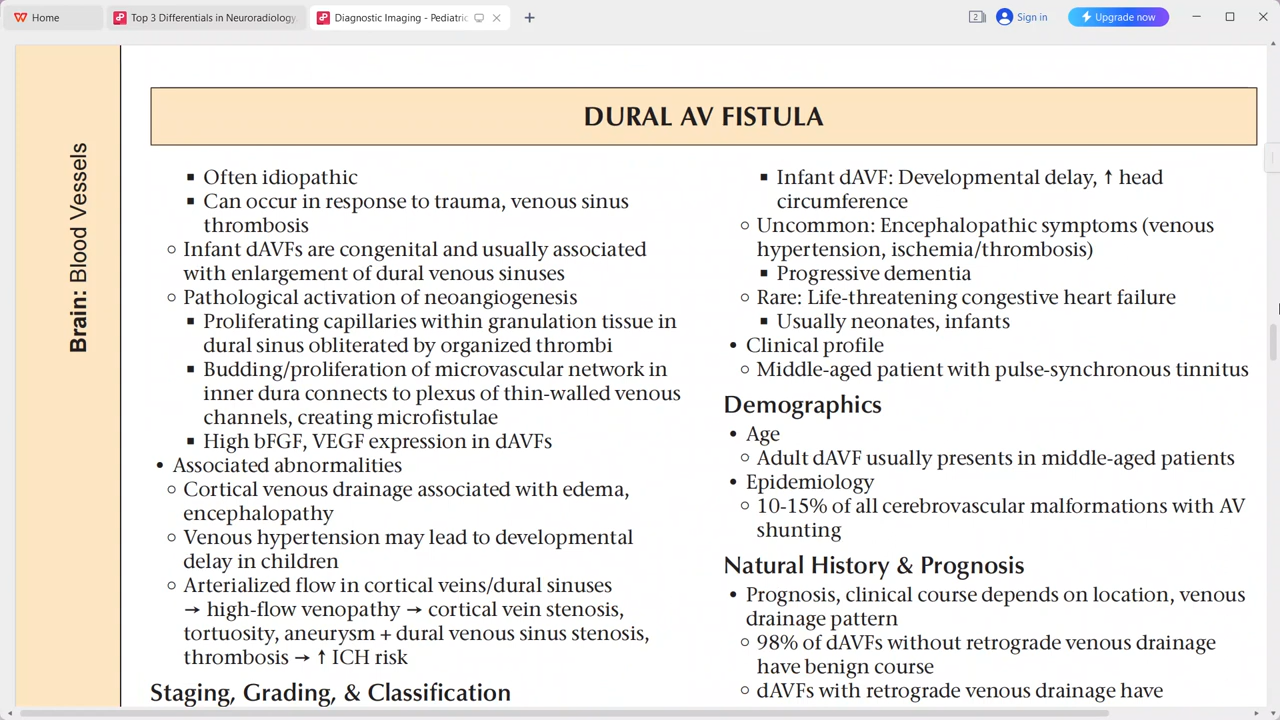 Home
Top 3 Differentials in Neuroradiology.
Diagnostic Imaging - Pediatric
2
Sign in
Upgrade now
Brain: Blood Vessels
DURAL AV FISTULA
▪ Often idiopathic
▪ Can occur in response to trauma, venous sinus
thrombosis
○ Infant dAVFs are congenital and usually associated
with enlargement of dural venous sinuses
○ Pathological activation of neoangiogenesis
▪ Proliferating capillaries within granulation tissue in
dural sinus obliterated by organized thrombi
▪ Budding/proliferation of microvascular network in
inner dura connects to plexus of thin-walled venous
channels, creating microfistulae
▪ High bFGF, VEGF expression in dAVFs
• Associated abnormalities
○ Cortical venous drainage associated with edema,
encephalopathy
○ Venous hypertension may lead to developmental
delay in children
○ Arterialized flow in cortical veins/dural sinuses
→ high-flow venopathy → cortical vein stenosis,
tortuosity, aneurysm + dural venous sinus stenosis,
thrombosis → ↑ ICH risk
Staging, Grading, & Classification
▪ Infant dAVF: Developmental delay, ↑ head
circumference
○ Uncommon: Encephalopathic symptoms (venous
hypertension, ischemia/thrombosis)
▪ Progressive dementia
○ Rare: Life-threatening congestive heart failure
▪ Usually neonates, infants
• Clinical profile
○ Middle-aged patient with pulse-synchronous tinnitus
Demographics
• Age
○ Adult dAVF usually presents in middle-aged patients
• Epidemiology
○ 10-15% of all cerebrovascular malformations with AV
shunting
Natural History & Prognosis
• Prognosis, clinical course depends on location, venous
drainage pattern
○ 98% of dAVFs without retrograde venous drainage
have benign course
○ dAVFs with retrograde venous drainage have